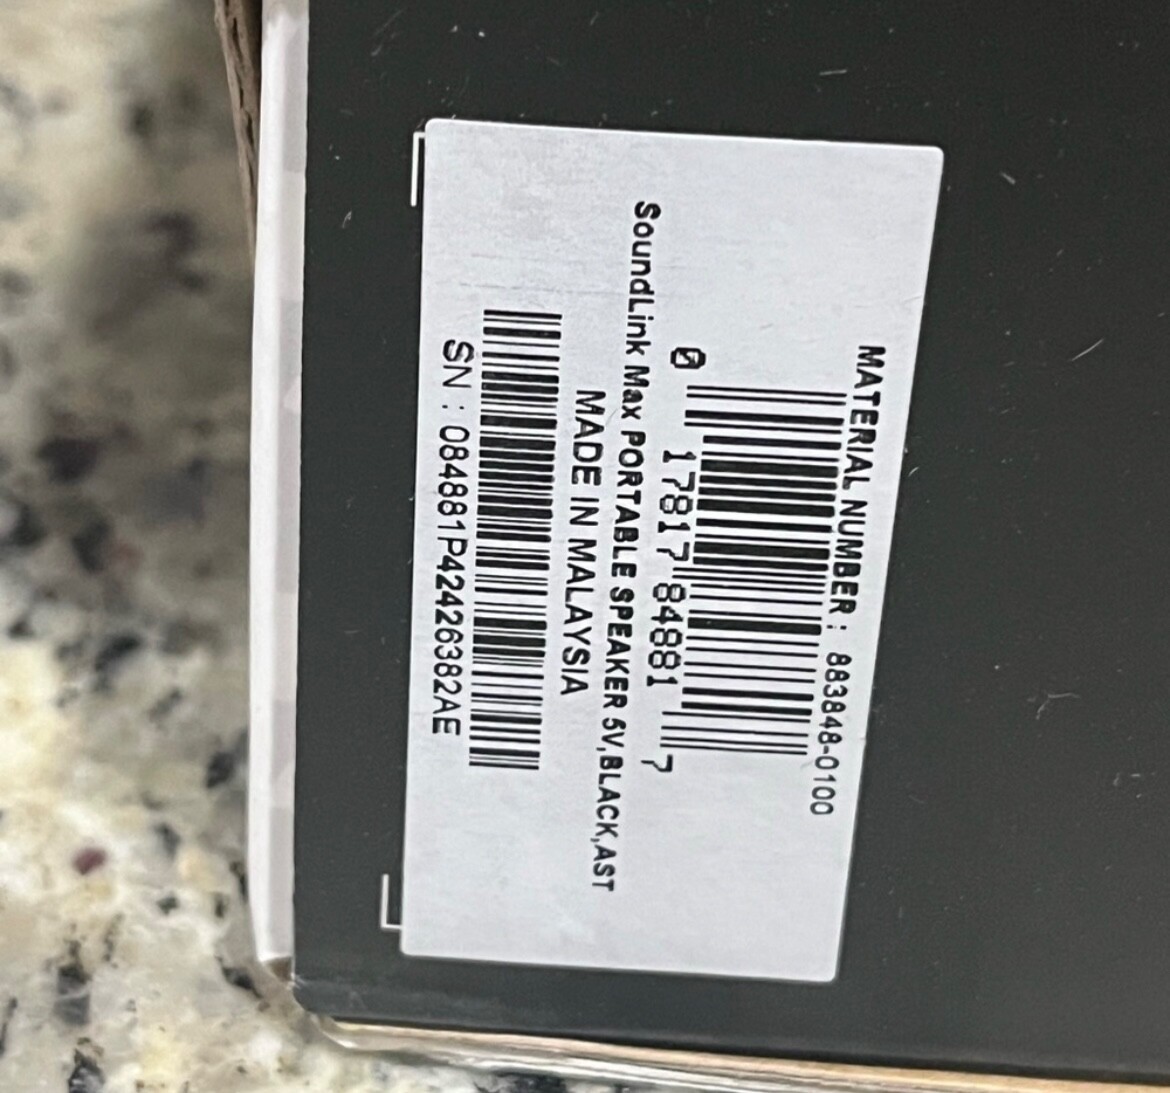 MATERIAL NUMBER : 883848-0100
0 17817 84881 7
SoundLink Max PORTABLE SPEAKER 5V,BLACK,AST
MADE IN MALAYSIA
SN : 084881P42426382AE